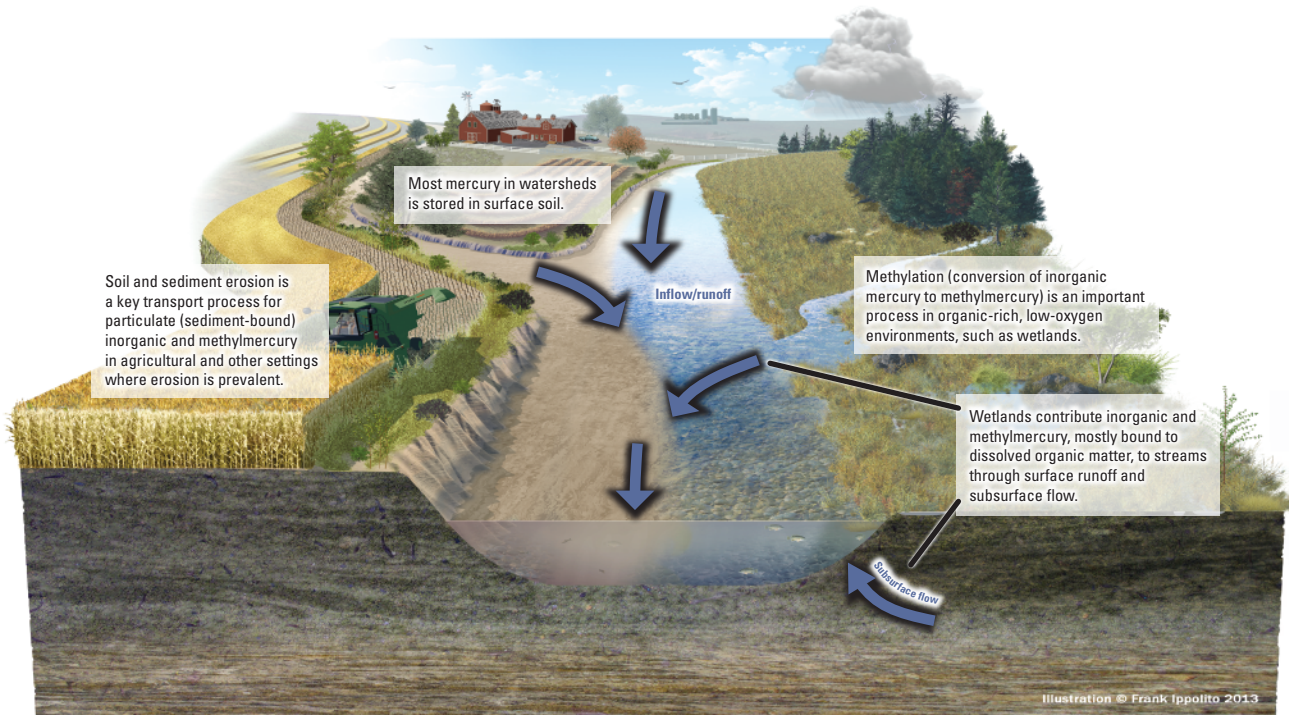 Most mercury in watersheds
is stored in surface soil.
Soil and sediment erosion is
a key transport process for
particulate (sediment-bound)
inorganic and methylmercury
in agricultural and other settings
where erosion is prevalent.
Inflow/runoff
Methylation (conversion of inorganic
mercury to methylmercury) is an important
process in organic-rich, low-oxygen
environments, such as wetlands.
Wetlands contribute inorganic and
methylmercury, mostly bound to
dissolved organic matter, to streams
through surface runoff and
subsurface flow.
Subsurface flow
Illustration © Frank Ippolito 2013